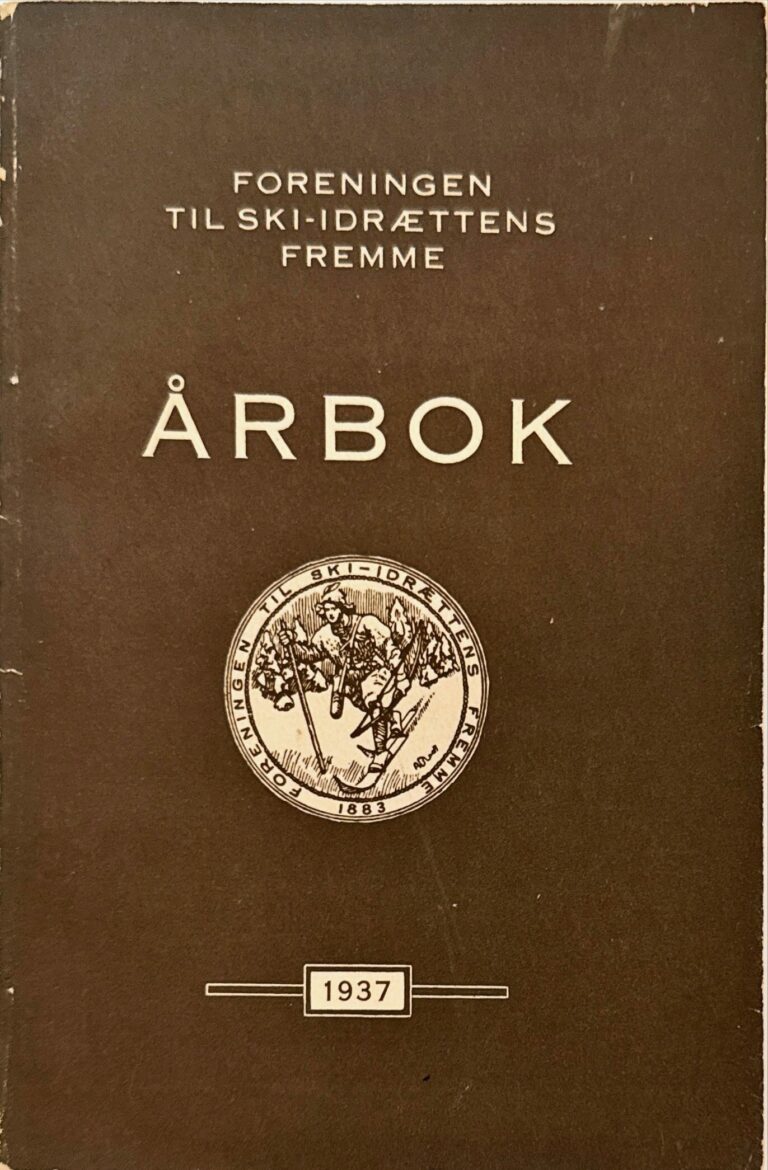 FORENINGEN
TIL SKI-IDRÆTTENS
FREMME
ÅRBOK
FORENINGEN TIL SKI-IDRÆTTENS FREMME
1883
1937